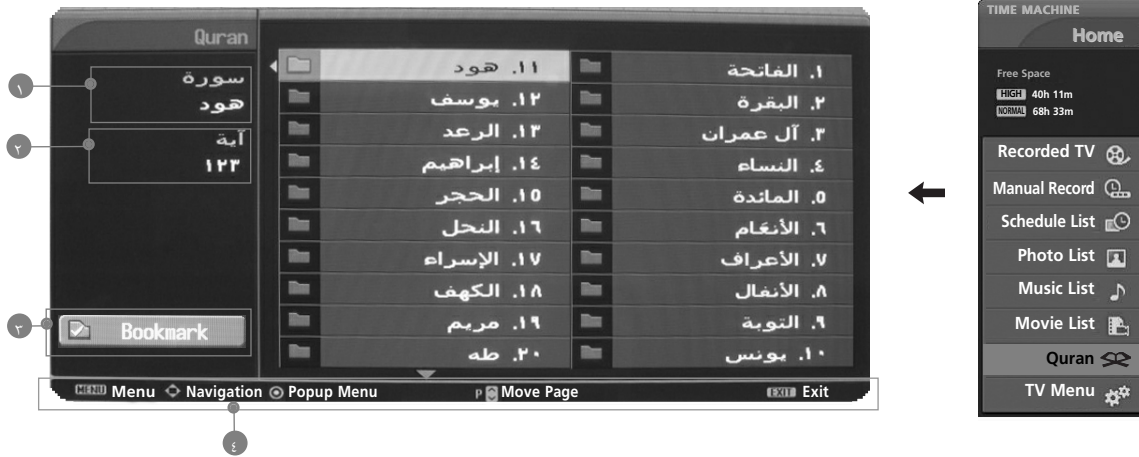 Quran
سورة
هود
آية
١٢٣
١. الفاتحة
٢. البقرة
٣. آل عمران
٤. النساء
٥. المائدة
٦. الأنعَام
٧. الأعراف
٨. الأنفال
٩. التوبة
١٠. يونس
١١. هود
١٢. يوسف
١٣. الرعد
١٤. إبراهيم
١٥. الحجر
١٦. النحل
١٧. الإسراء
١٨. الكهف
١٩. مريم
٢٠. طه
Bookmark
MENU Menu Navigation Popup Menu P Move Page EXIT Exit
١
٢
٣
٤
TIME MACHINE
Home
Free Space
HIGH 40h 11m
NORMAL 68h 33m
Recorded TV
Manual Record
Schedule List
Photo List
Music List
Movie List
Quran
TV Menu